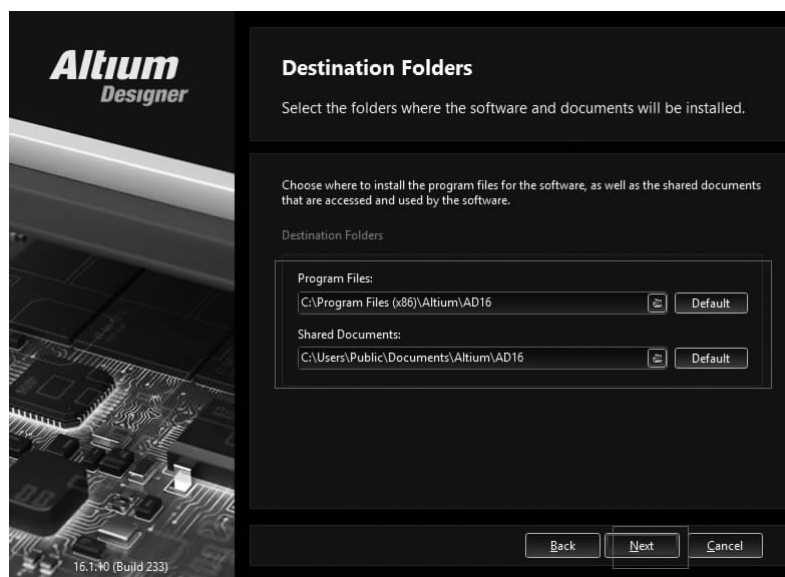 Altium
Designer
Destination Folders
Select the folders where the software and documents will be installed.
Choose where to install the program files for the software, as well as the shared documents
that are accessed and used by the software.
Destination Folders
Program Files:
C:\Program Files (x86)\Altium\AD16
Default
Shared Documents:
C:\Users\Public\Documents\Altium\AD16
Default
Back
Next
Cancel
16.1.10 (Build 233)